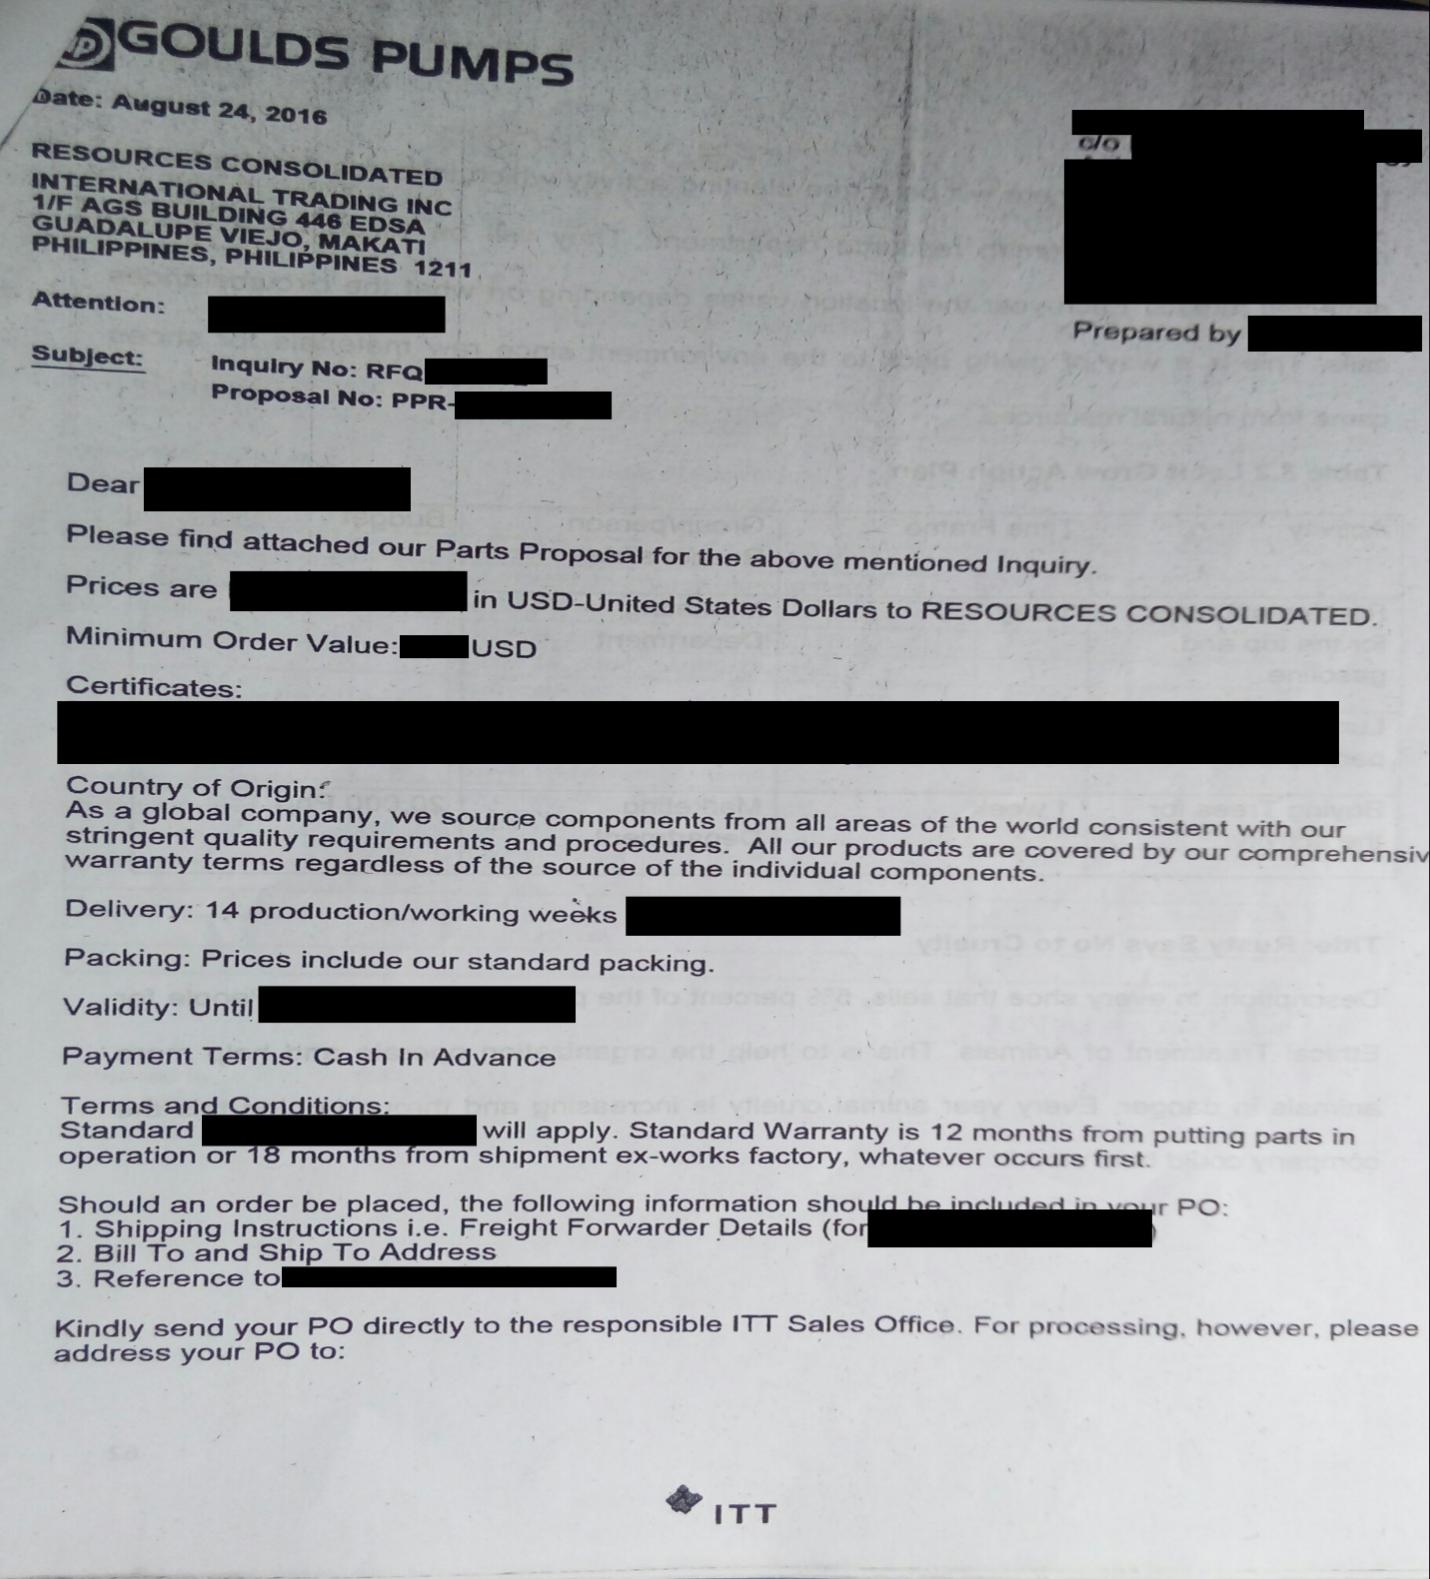 GOULDS PUMPS
Date: August 24, 2016
RESOURCES CONSOLIDATED
INTERNATIONAL TRADING INC
1/F AGS BUILDING 446 EDSA
GUADALUPE VIEJO, MAKATI
PHILIPPINES, PHILIPPINES 1211
c/o
Attention:
Prepared by
Subject: Inquiry No: RFQ
Proposal No: PPR-
Dear
Please find attached our Parts Proposal for the above mentioned Inquiry.
Prices are in USD-United States Dollars to RESOURCES CONSOLIDATED.
Minimum Order Value: USD
Certificates:
Country of Origin:
As a global company, we source components from all areas of the world consistent with our
stringent quality requirements and procedures. All our products are covered by our comprehensiv
warranty terms regardless of the source of the individual components.
Delivery: 14 production/working weeks
Packing: Prices include our standard packing.
Validity: Until
Payment Terms: Cash In Advance
Terms and Conditions:
Standard will apply. Standard Warranty is 12 months from putting parts in
operation or 18 months from shipment ex-works factory, whatever occurs first.
Should an order be placed, the following information should be included in your PO:
1. Shipping Instructions i.e. Freight Forwarder Details (for )
2. Bill To and Ship To Address
3. Reference to
Kindly send your PO directly to the responsible ITT Sales Office. For processing, however, please
address your PO to:
ITT